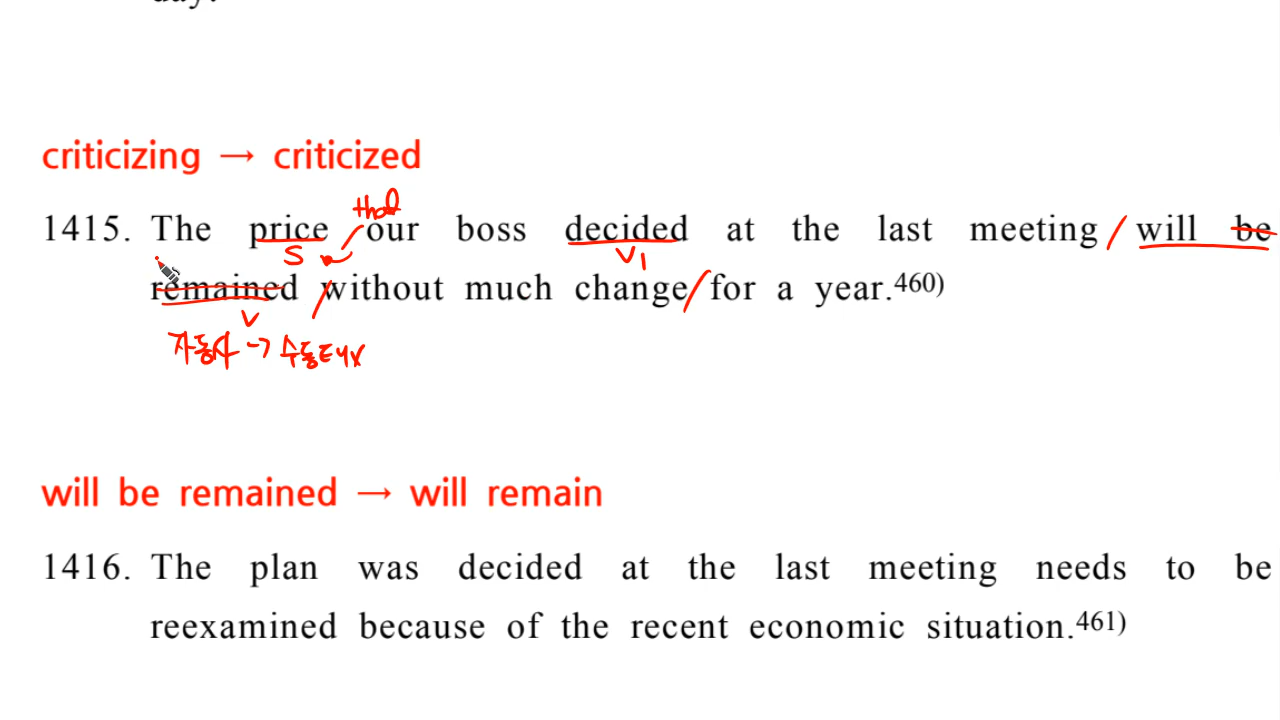 day.
criticizing → criticized
that
1415. The price our boss decided at the last meeting / will be
S V1
remained without much change / for a year.460)
V
자동사 → 수동태X
will be remained → will remain
1416. The plan was decided at the last meeting needs to be
reexamined because of the recent economic situation.461)